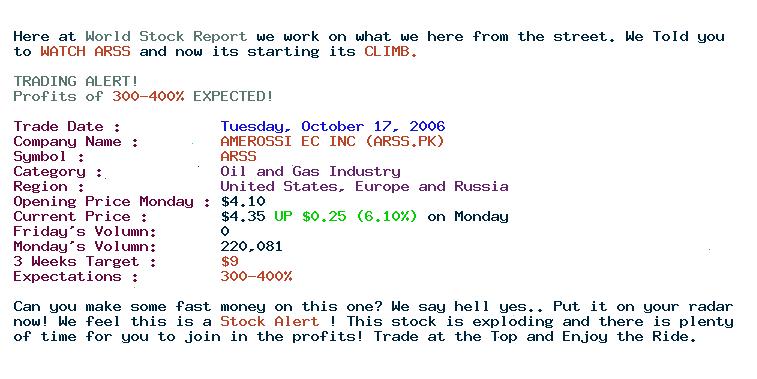 Here at World Stock Report we work on what we here from the street. We Told you
to WATCH ARSS and now its starting its CLIMB.
TRADING ALERT!
Profits of 300-400% EXPECTED!
Trade Date : Tuesday, October 17, 2006
Company Name : AMEROSSI EC INC (ARSS.PK)
Symbol : ARSS
Category : Oil and Gas Industry
Region : United States, Europe and Russia
Opening Price Monday : $4.10
Current Price : $4.35 UP $0.25 (6.10%) on Monday
Friday's Volumn: 0
Monday's Volumn: 220,081
3 Weeks Target : $9
Expectations : 300-400%
Can you make some fast money on this one? We say hell yes.. Put it on your radar
now! We feel this is a Stock Alert ! This stock is exploding and there is plenty
of time for you to join in the profits! Trade at the Top and Enjoy the Ride.